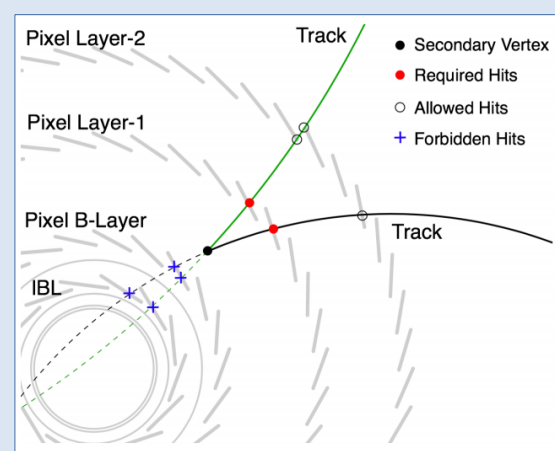 Pixel Layer-2
Track
Secondary Vertex
Required Hits
Allowed Hits
Forbidden Hits
Pixel Layer-1
Pixel B-Layer
Track
IBL